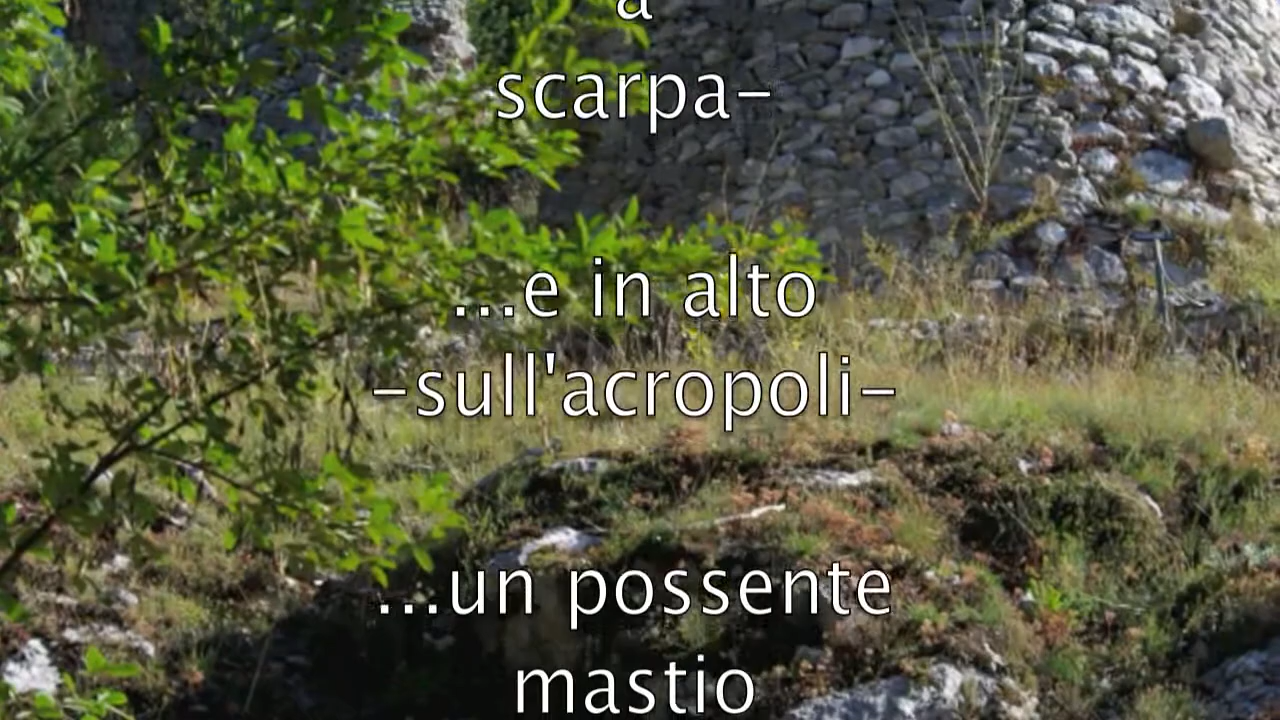 a
scarpa-
...e in alto
-sull'acropoli-
...un possente
mastio